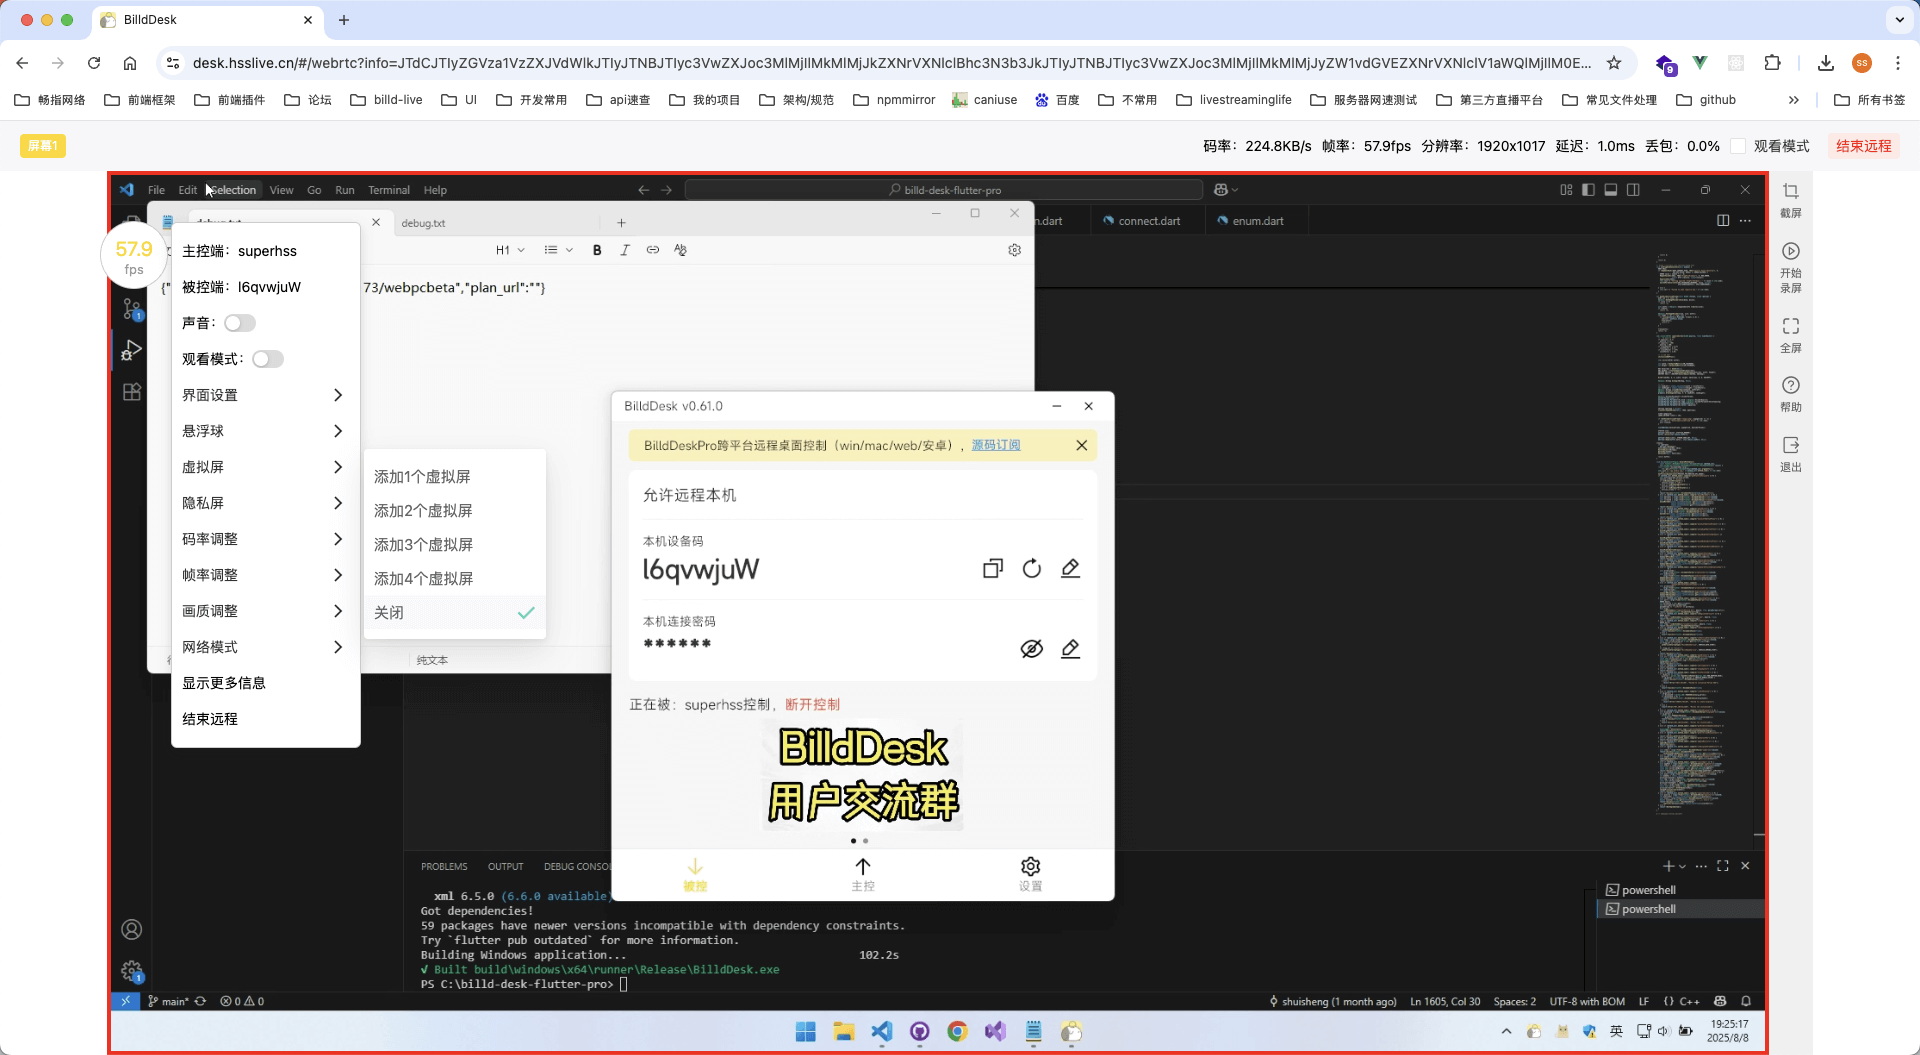 BilldDesk
desk.hsslive.cn/#/webrtc?info=JTdCJTIyZGVza1VzZXJVdWlkJTIyJTNBJTIyc3VwZXJoc3MlMjIlMkMlMjJkZXNrVXNlclBhc3N3b3JkJTIyJTNBJTIyc3VwZXJoc3MlMjIlMkMlMjJyZW1vdGVEZXNrVXNlclV1aWQlMjIlM0E...
9
ss
畅指网络 前端框架 前端插件 论坛 billd-live UI 开发常用 api速查 我的项目 架构/规范 npmmirror caniuse 百度 不常用 livestreaminglife 服务器网速测试 第三方直播平台 常见文件处理 github 所有书签
屏幕1 码率：224.8KB/s 帧率：57.9fps 分辨率：1920x1017 延迟：1.0ms 丢包：0.0% 观看模式 结束远程
File Edit Selection View Go Run Terminal Help billd-desk-flutter-pro
debug.txt n.dart connect.dart enum.dart
H1 B I
{" 73/webpcbeta","plan_url":""}
57.9
fps
主控端：superhss
被控端：l6qvwjuW
声音：
观看模式：
界面设置
悬浮球
虚拟屏
隐私屏
码率调整
帧率调整
画质调整
网络模式
显示更多信息
结束远程
添加1个虚拟屏
添加2个虚拟屏
添加3个虚拟屏
添加4个虚拟屏
关闭
纯文本
BilldDesk v0.61.0
BilldDeskPro跨平台远程桌面控制（win/mac/web/安卓），源码订阅
允许远程本机
本机设备码
l6qvwjuW
本机连接密码
******
正在被：superhss控制，断开控制
BilldDesk
用户交流群
被控 主控 设置
截屏
开始
录屏
全屏
帮助
退出
PROBLEMS OUTPUT DEBUG CONSOL
xml 6.5.0 (6.6.0 available)
Got dependencies!
59 packages have newer versions incompatible with dependency constraints.
Try `flutter pub outdated` for more information.
Building Windows application... 102.2s
√ Built build\windows\x64\runner\Release\BilldDesk.exe
PS C:\billd-desk-flutter-pro>
powershell
powershell
1
1
main* 0 0 shuisheng (1 month ago) Ln 1605, Col 30 Spaces: 2 UTF-8 with BOM LF {} C++
英 19:25:17
2025/8/8